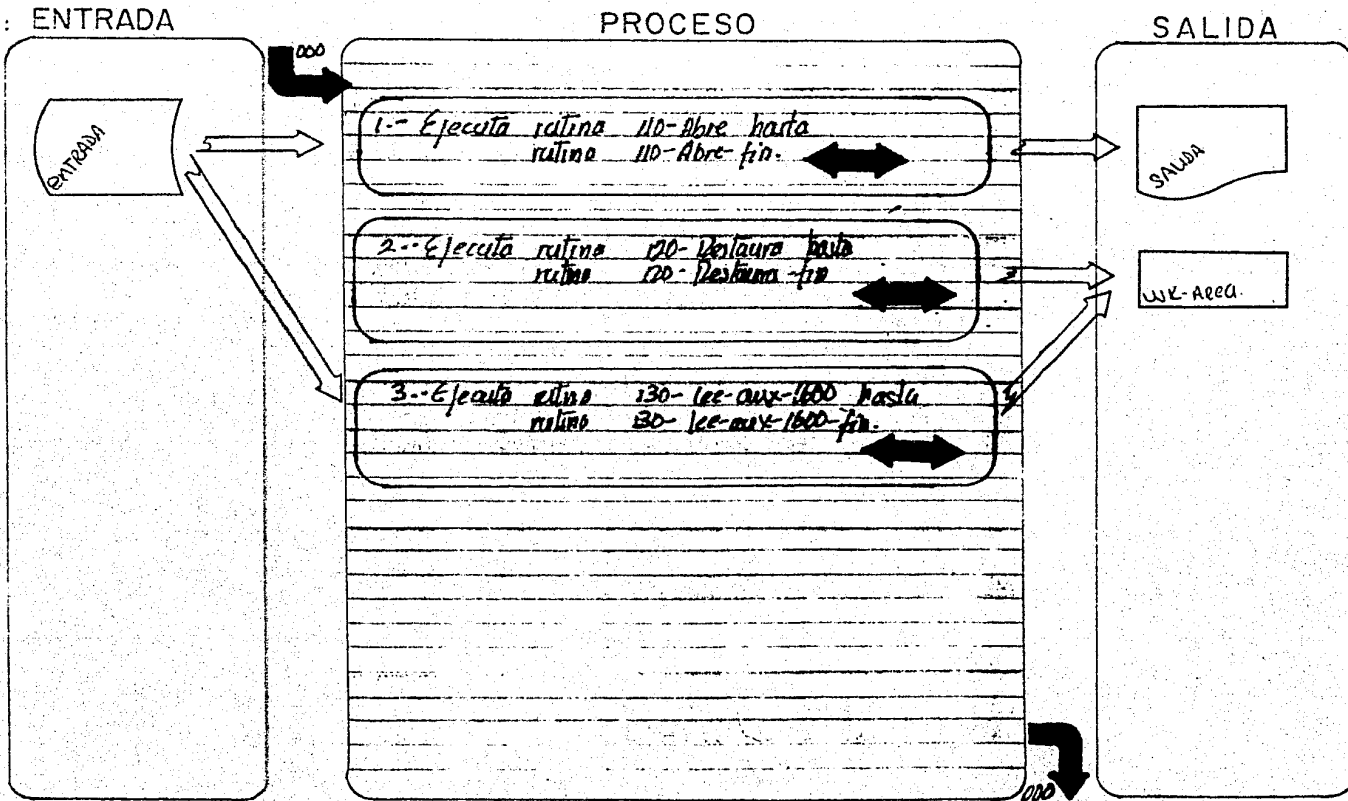 : ENTRADA
PROCESO
SALIDA
000
ENTRADA
1.- Ejecuta rutina 110-Abre hasta
rutina 110-Abre-fin.
SALIDA
2.- Ejecuta rutina 120-Restaura hasta
rutina 120-Restaura-fin
WK-AREA.
3.- Ejecuta rutina 130-lee-aux-1600 hasta
rutina 130-lee-aux-1600-fin.
000